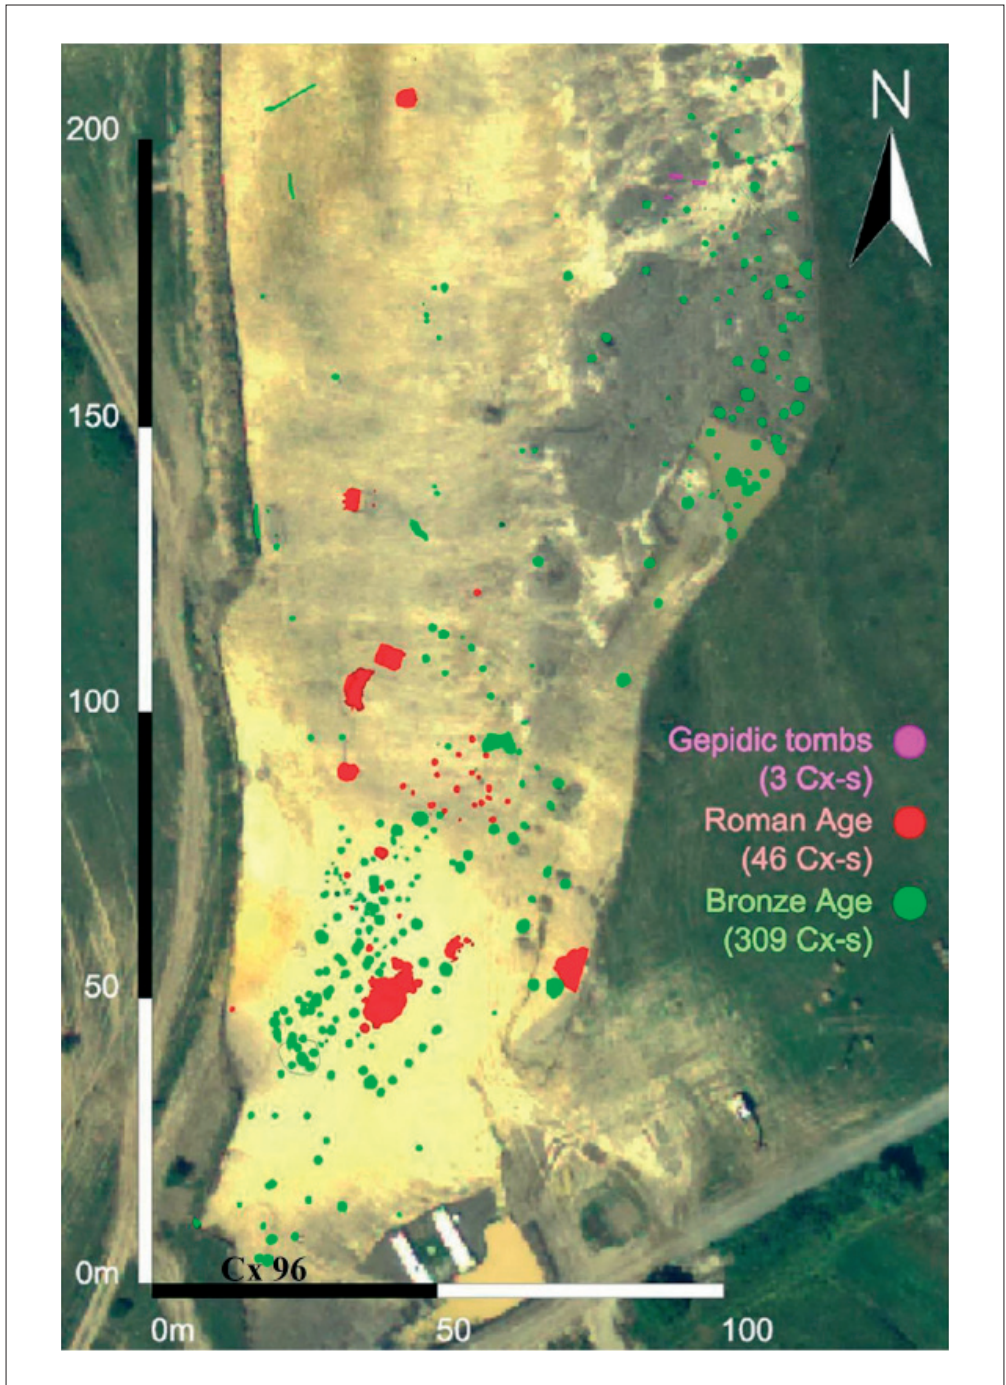 N
200
150
100
50
0m
Gepidic tombs
(3 Cx-s)
Roman Age
(46 Cx-s)
Bronze Age
(309 Cx-s)
Cx 96
0m
50
100